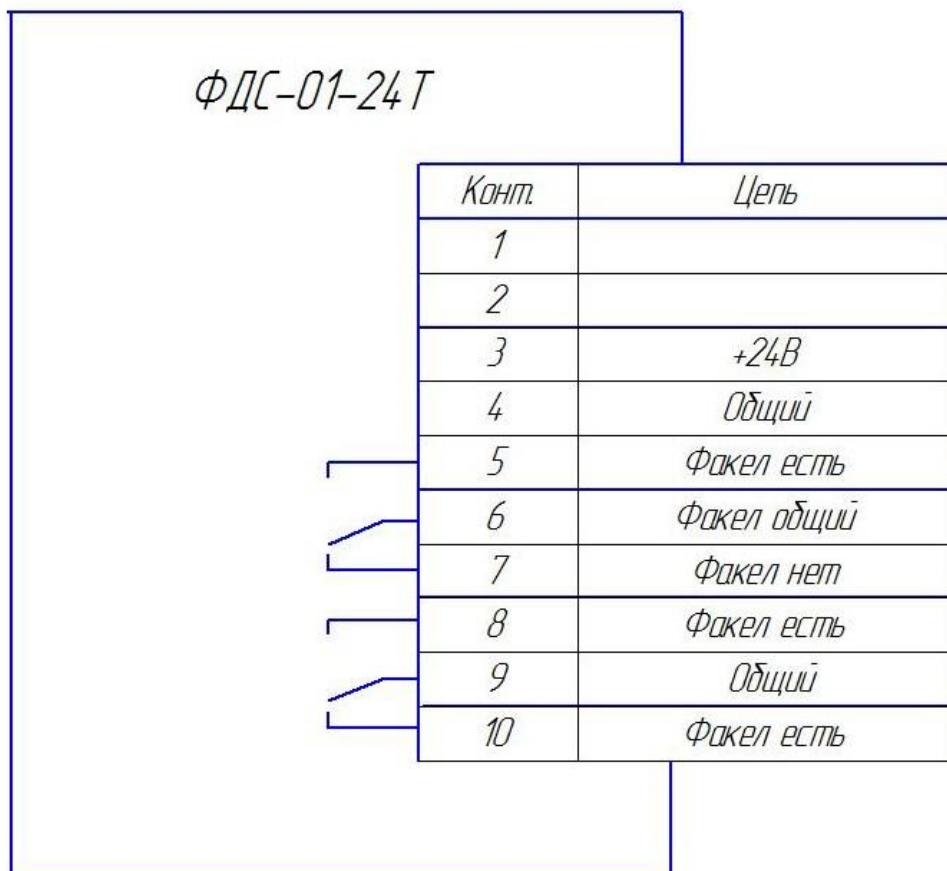 ФДС-01-24Т
Конт. Цепь
1
2
3 +24В
4 Общий
5 Факел есть
6 Факел общий
7 Факел нет
8 Факел есть
9 Общий
10 Факел есть